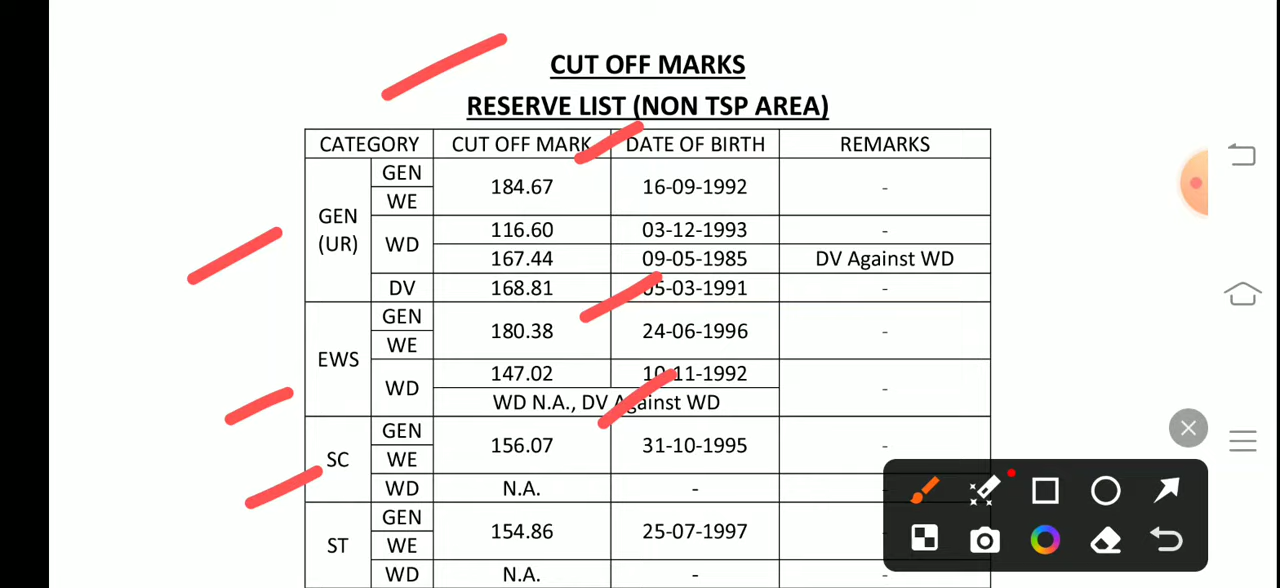 CUT OFF MARKS
RESERVE LIST (NON TSP AREA)
CATEGORY CUT OFF MARK DATE OF BIRTH REMARKS
GEN (UR) GEN 184.67 16-09-1992 -
WE
WD 116.60 03-12-1993 -
167.44 09-05-1985 DV Against WD
DV 168.81 05-03-1991 -
EWS GEN 180.38 24-06-1996 -
WE
WD 147.02 10-11-1992 -
WD N.A., DV Against WD
SC GEN 156.07 31-10-1995 -
WE
WD N.A. - -
ST GEN 154.86 25-07-1997
WE
WD N.A. - -